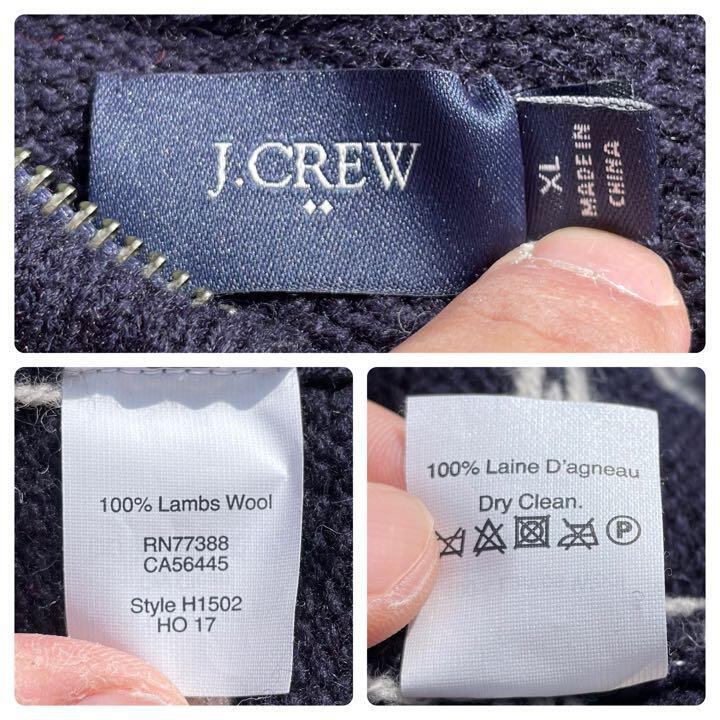 J.CREW
XL
MADE IN
CHINA
100% Lambs Wool
RN77388
CA56445
Style H1502
HO 17
100% Laine D'agneau
Dry Clean.
P